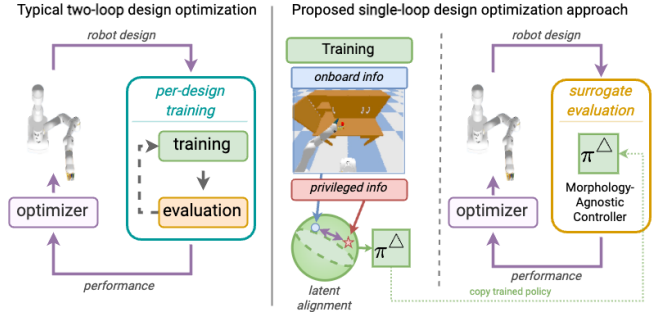 Typical two-loop design optimization
robot design
per-design
training
training
evaluation
optimizer
performance
Proposed single-loop design optimization approach
Training
onboard info
privileged info
latent
alignment
π△
robot design
surrogate
evaluation
π△
Morphology-
Agnostic
Controller
optimizer
performance
copy trained policy